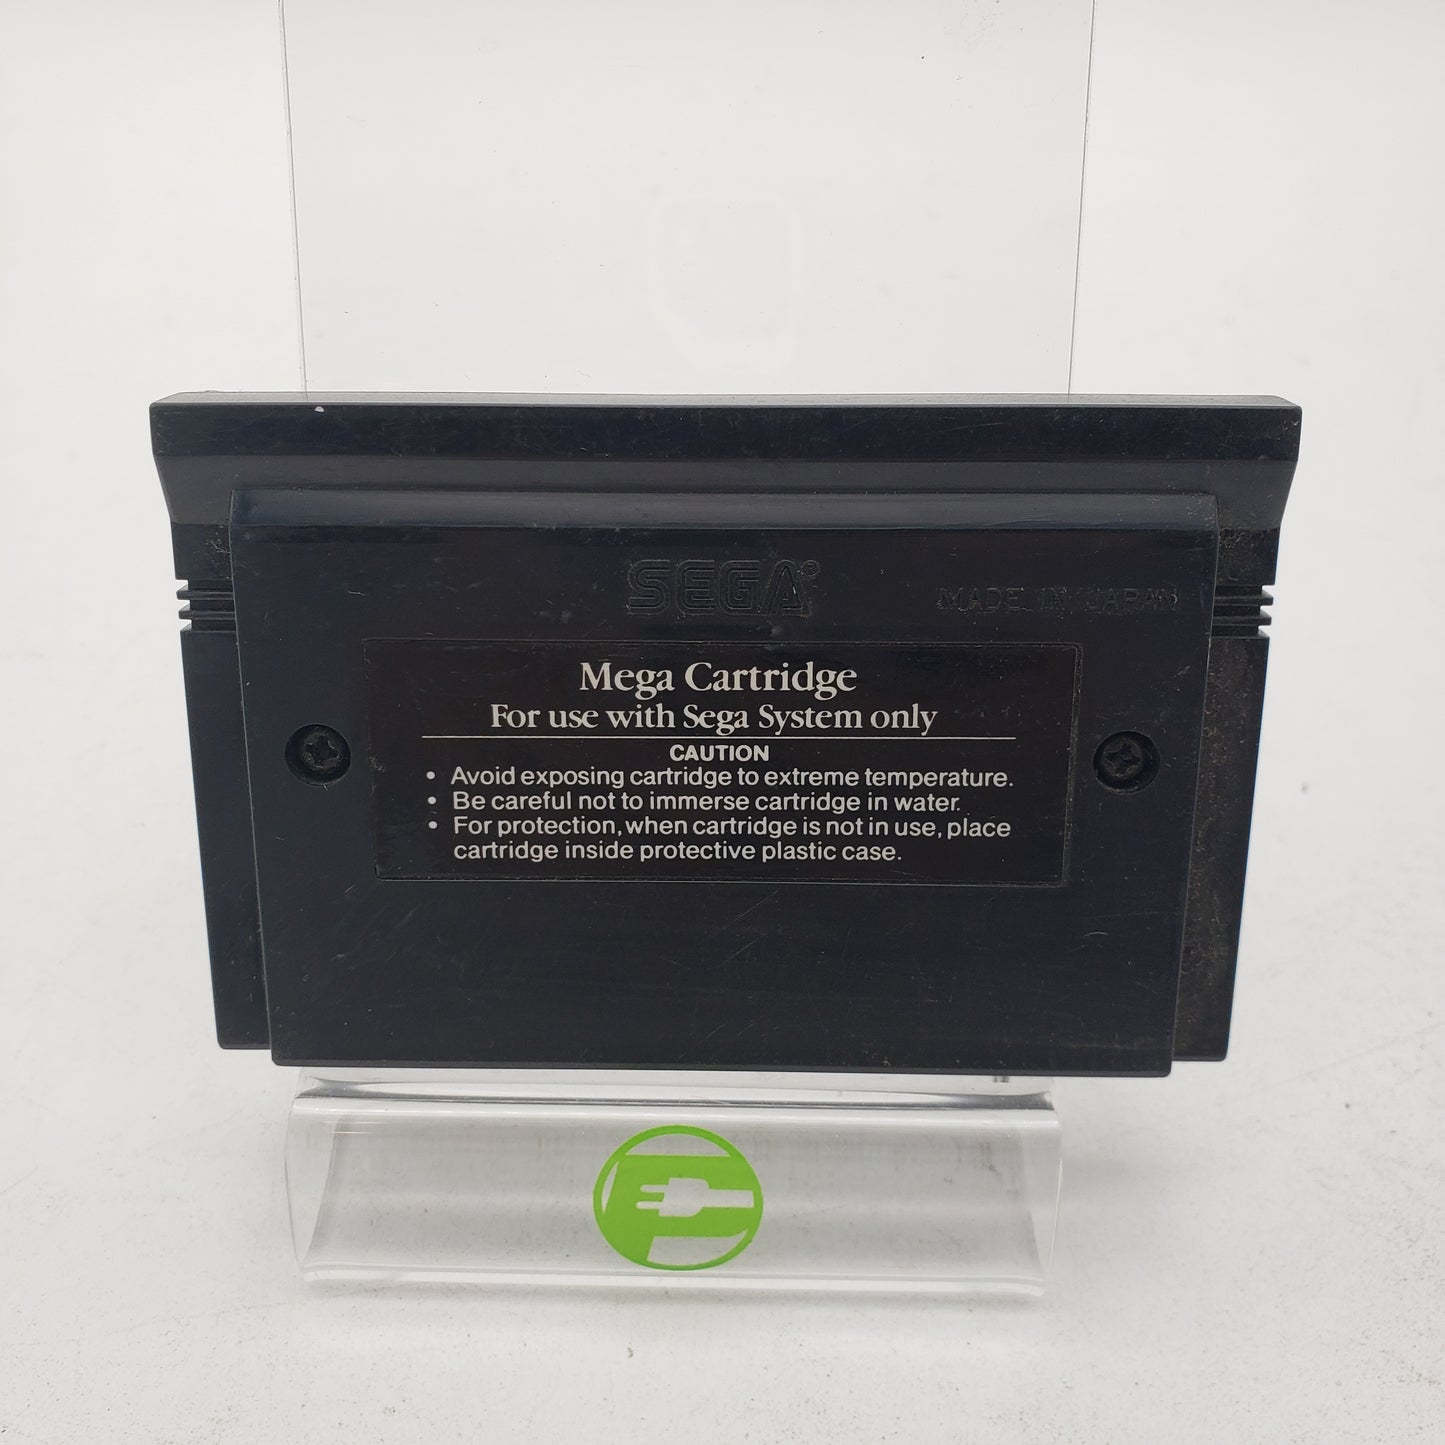 SEGA®
MADE IN JAPAN
Mega Cartridge
For use with Sega System only
CAUTION
• Avoid exposing cartridge to extreme temperature.
• Be careful not to immerse cartridge in water.
• For protection, when cartridge is not in use, place
cartridge inside protective plastic case.